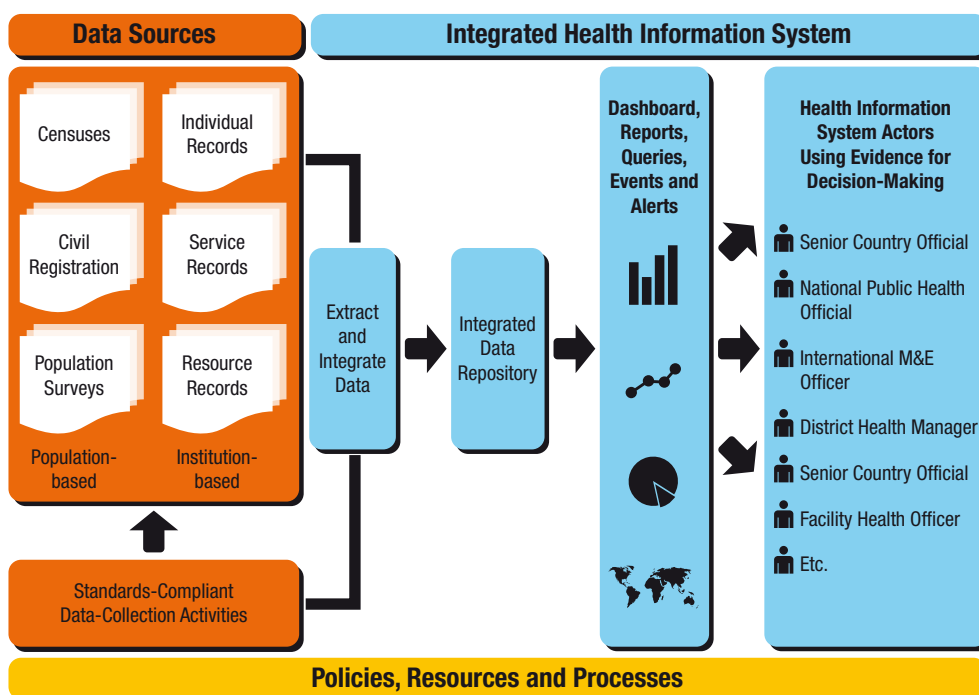 Data Sources
Integrated Health Information System
Censuses
Individual
Records
Civil
Registration
Service
Records
Population
Surveys
Resource
Records
Population-
based
Institution-
based
Standards-Compliant
Data-Collection Activities
Extract
and
Integrate
Data
Integrated
Data
Repository
Dashboard,
Reports,
Queries,
Events and
Alerts
Health Information
System Actors
Using Evidence for
Decision-Making
Senior Country Official
National Public Health
Official
International M&E
Officer
District Health Manager
Senior Country Official
Facility Health Officer
Etc.
Policies, Resources and Processes